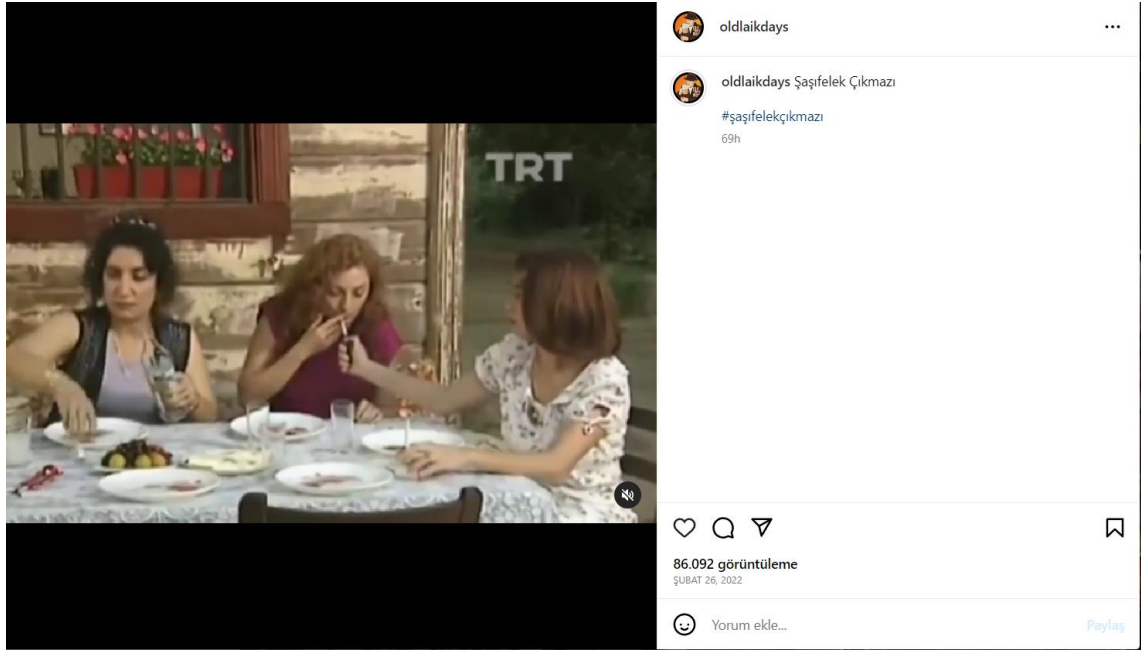 oldlaikdays
oldlaikdays Şaşıfelek Çıkmazı
#şaşıfelekçıkmazı
69h
TRT
86.092 görüntüleme
ŞUBAT 26, 2022
Yorum ekle...
Paylaş